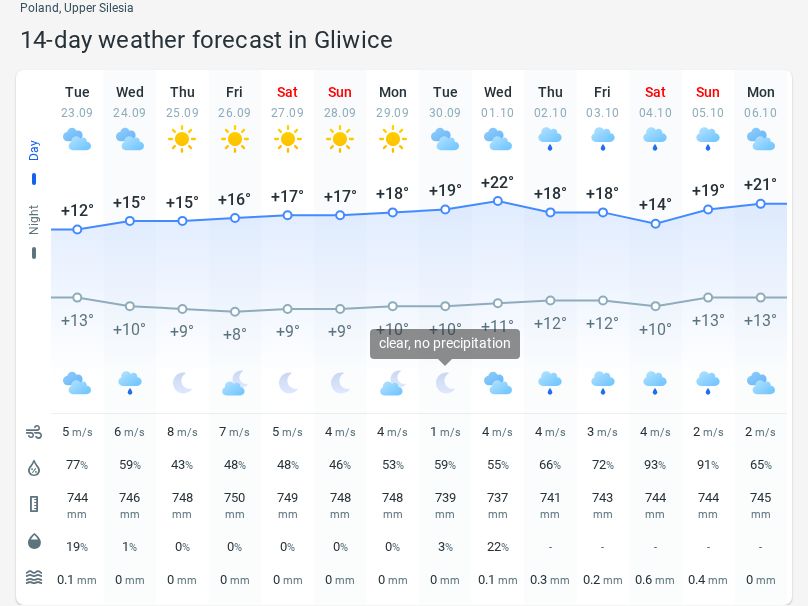 Poland, Upper Silesia
14-day weather forecast in Gliwice
Tue Wed Thu Fri Sat Sun Mon Tue Wed Thu Fri Sat Sun Mon
23.09 24.09 25.09 26.09 27.09 28.09 29.09 30.09 01.10 02.10 03.10 04.10 05.10 06.10
Day
+12° +15° +15° +16° +17° +17° +18° +19° +22° +18° +18° +14° +19° +21°
Night
+13° +10° +9° +8° +9° +9° +10° +10° +11° +12° +12° +10° +13° +13°
clear, no precipitation
5 m/s 6 m/s 8 m/s 7 m/s 5 m/s 4 m/s 4 m/s 1 m/s 4 m/s 4 m/s 3 m/s 4 m/s 2 m/s 2 m/s
77% 59% 43% 48% 48% 46% 53% 59% 55% 66% 72% 93% 91% 65%
744 746 748 750 749 748 748 739 737 741 743 744 744 745
mm mm mm mm mm mm mm mm mm mm mm mm mm mm
19% 1% 0% 0% 0% 0% 0% 3% 22% - - - - -
0.1 mm 0 mm 0 mm 0 mm 0 mm 0 mm 0 mm 0 mm 0.1 mm 0.3 mm 0.2 mm 0.6 mm 0.4 mm 0 mm